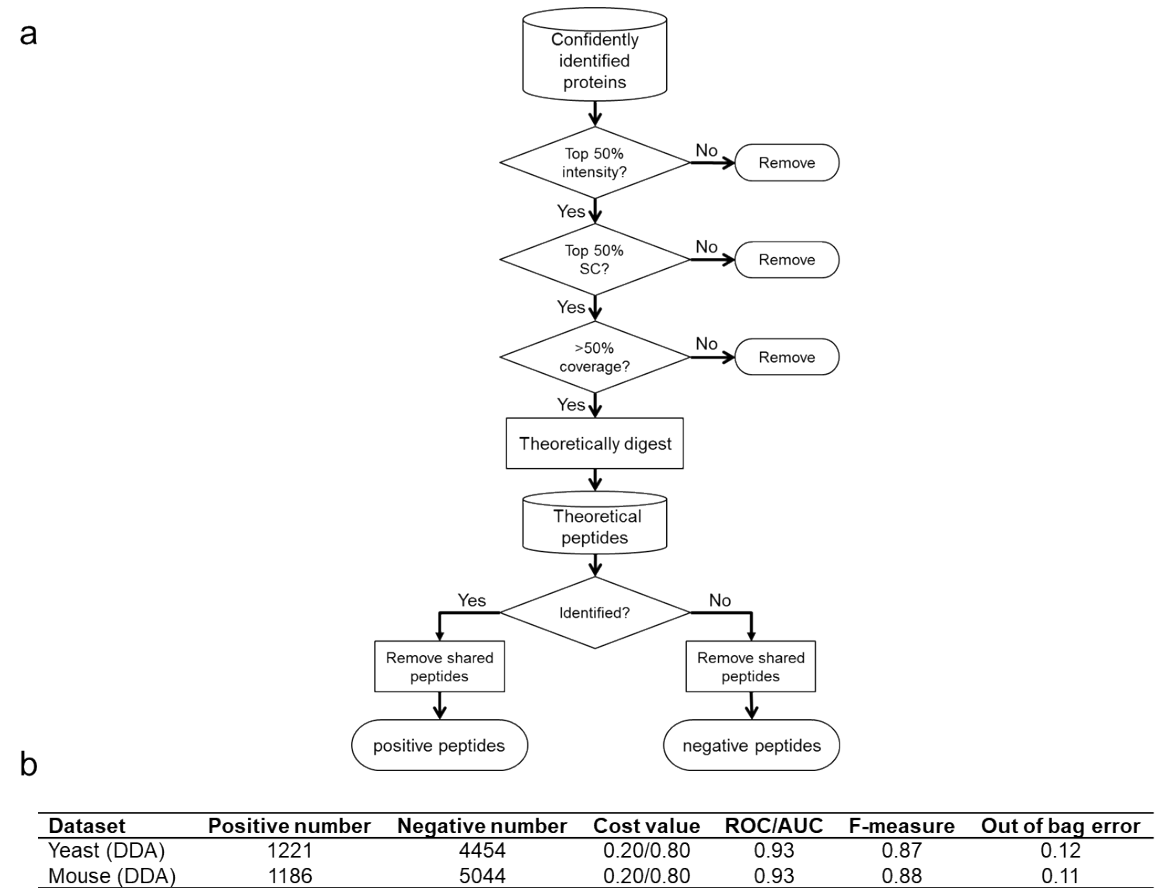 a
Confidently
identified
proteins
Top 50%
intensity?
No
Remove
Yes
Top 50%
SC?
No
Remove
Yes
>50%
coverage?
No
Remove
Yes
Theoretically digest
Theoretical
peptides
Yes
Identified?
No
Remove shared
peptides
Remove shared
peptides
positive peptides
negative peptides
b
Dataset Positive number Negative number Cost value ROC/AUC F-measure Out of bag error
Yeast (DDA) 1221 4454 0.20/0.80 0.93 0.87 0.12
Mouse (DDA) 1186 5044 0.20/0.80 0.93 0.88 0.11